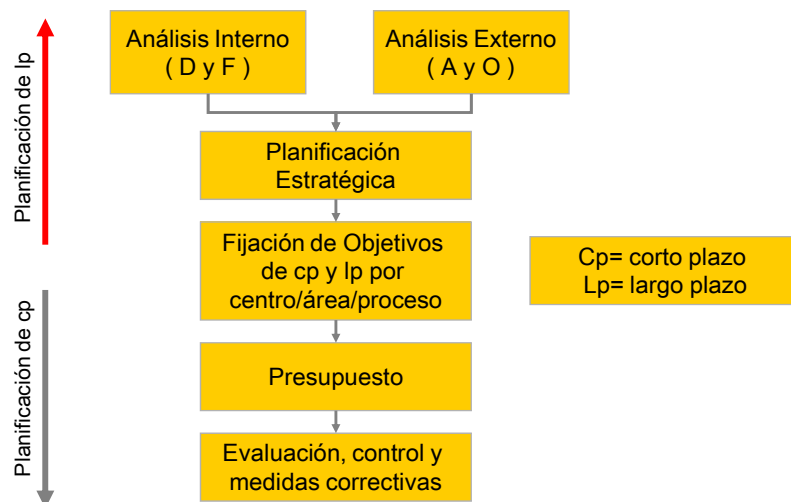 Análisis Interno
( D y F )
Análisis Externo
( A y O )
Planificación de lp
Planificación
Estratégica
Fijación de Objetivos
de cp y lp por
centro/área/proceso
Cp= corto plazo
Lp= largo plazo
Planificación de cp
Presupuesto
Evaluación, control y
medidas correctivas